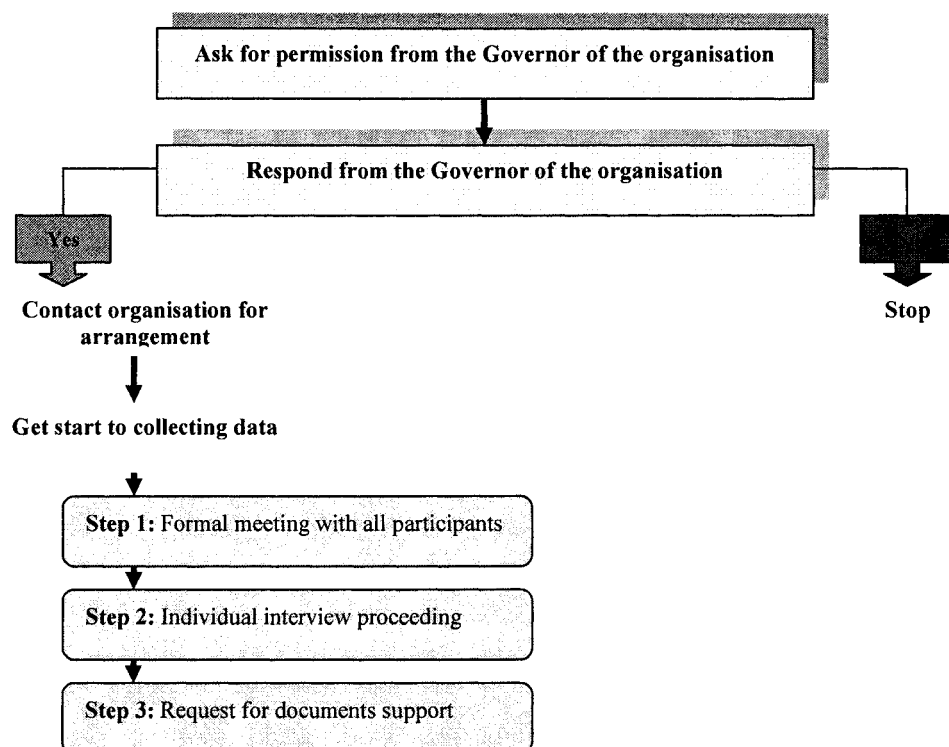 Ask for permission from the Governor of the organisation
Respond from the Governor of the organisation
Yes
Contact organisation for
arrangement
Stop
Get start to collecting data
Step 1: Formal meeting with all participants
Step 2: Individual interview proceeding
Step 3: Request for documents support